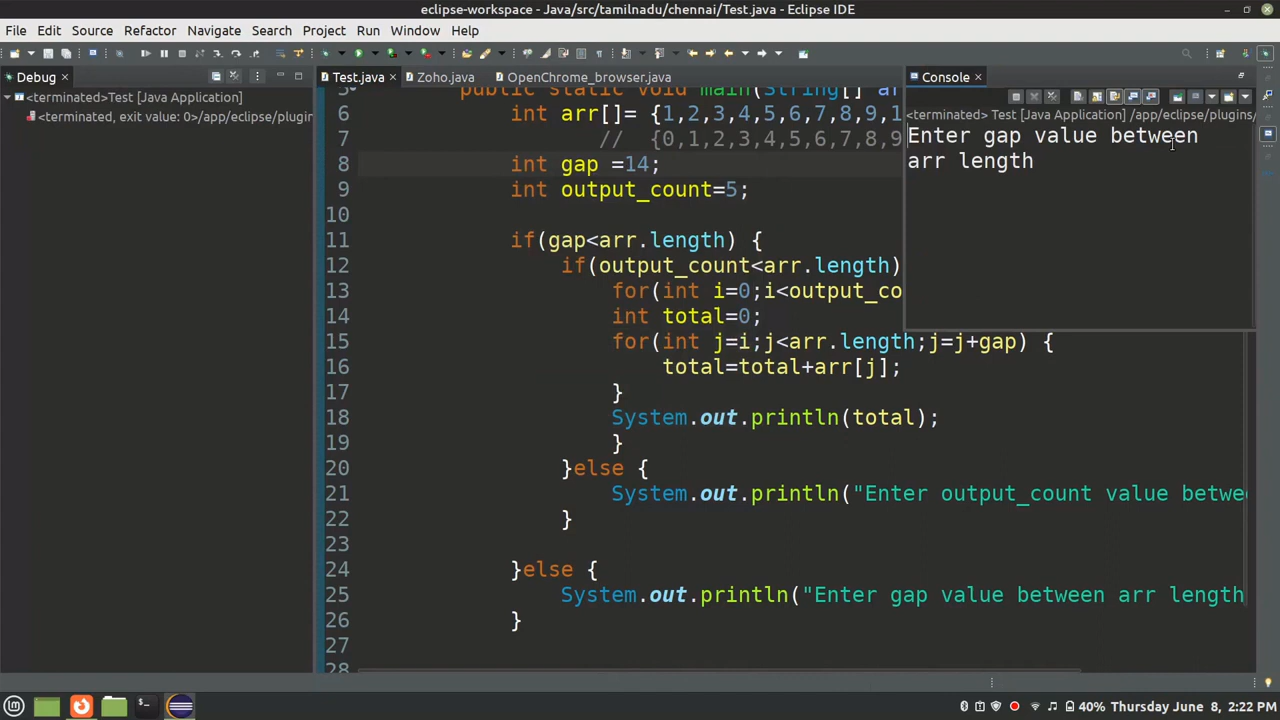 eclipse-workspace - Java/src/tamilnadu/chennai/Test.java - Eclipse IDE
File Edit Source Refactor Navigate Search Project Run Window Help
Debug
Test.java Zoho.java OpenChrome_browser.java
Console
<terminated>Test [Java Application]
<terminated, exit value: 0>/app/eclipse/plugin
<terminated> Test [Java Application] /app/eclipse/plugins/
Enter gap value between
arr length
5 public static void main(String[] a
6 int arr[]= {1,2,3,4,5,6,7,8,9,1
7 // {0,1,2,3,4,5,6,7,8,9
8 int gap =14;
9 int output_count=5;
10
11 if(gap<arr.length) {
12 if(output_count<arr.length)
13 for(int i=0;i<output_co
14 int total=0;
15 for(int j=i;j<arr.length;j=j+gap) {
16 total=total+arr[j];
17 }
18 System.out.println(total);
19 }
20 }else {
21 System.out.println("Enter output_count value betwe
22 }
23
24 }else {
25 System.out.println("Enter gap value between arr length
26 }
27
28
40% Thursday June 8, 2:22 PM